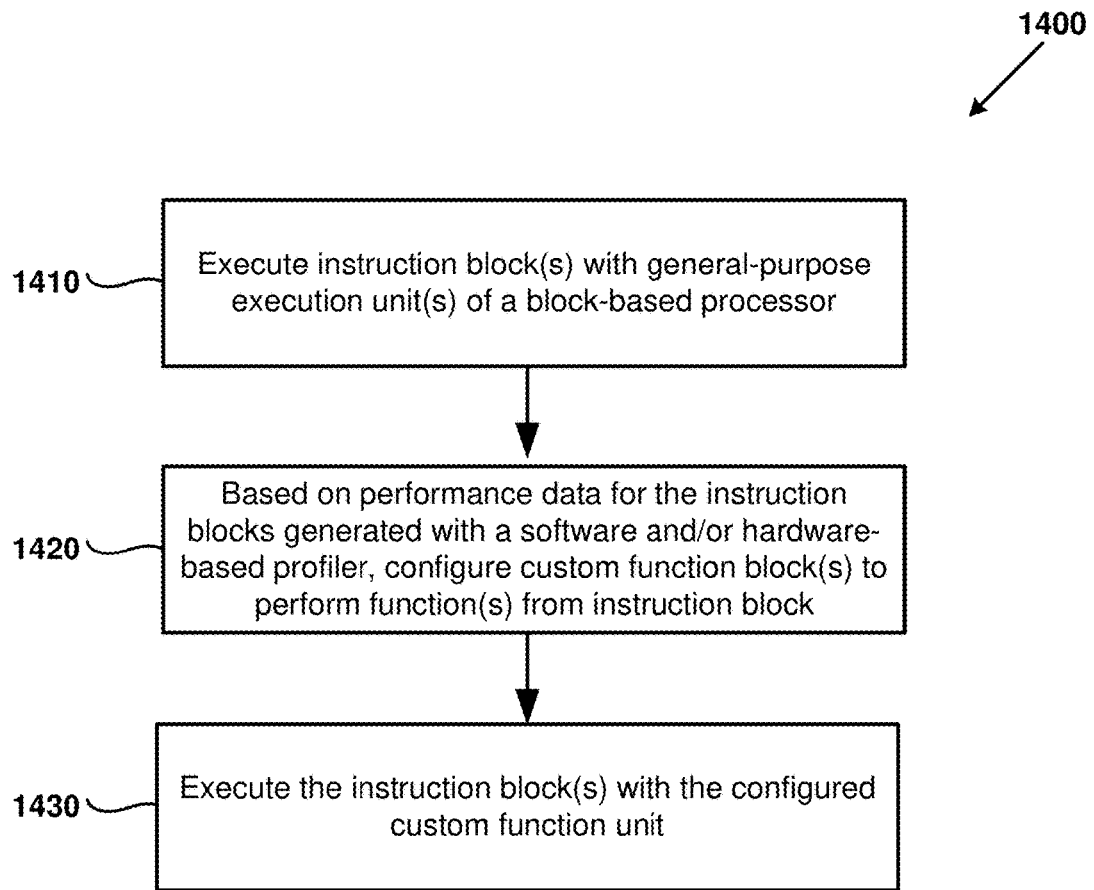 1400
1410
Execute instruction block(s) with general-purpose
execution unit(s) of a block-based processor
1420
Based on performance data for the instruction
blocks generated with a software and/or hardware-
based profiler, configure custom function block(s) to
perform function(s) from instruction block
1430
Execute the instruction block(s) with the configured
custom function unit